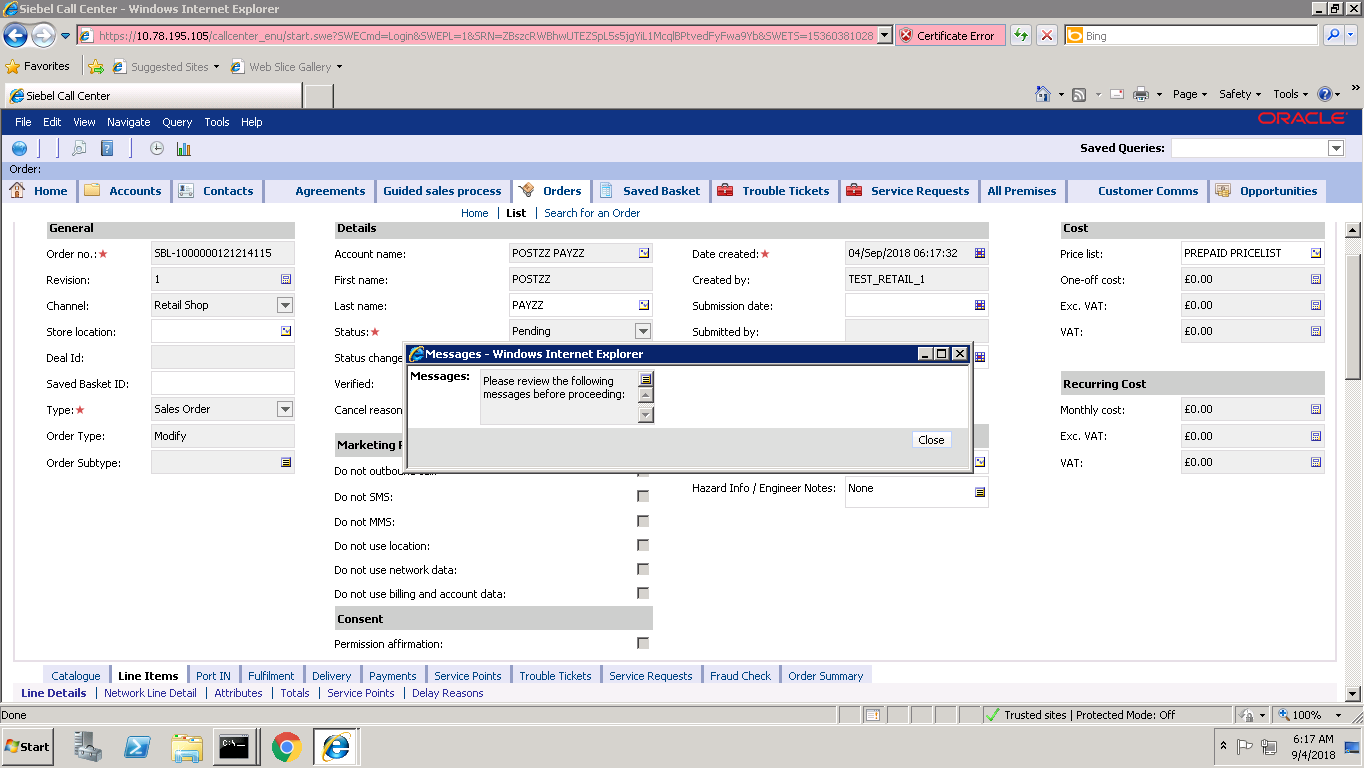 Siebel Call Center - Windows Internet Explorer
https://10.78.195.105/callcenter_enu/start.swe?SWECmd=Login&SWEPL=1&SRN=ZBszcRWBhwUTEZSpL5s5jgYiL1McqlBPtvedFyFwa9Yb&SWETS=15360381028
Certificate Error
Bing
Favorites
Suggested Sites
Web Slice Gallery
Siebel Call Center
Page
Safety
Tools
File Edit View Navigate Query Tools Help
ORACLE
Saved Queries:
Order:
Home Accounts Contacts Agreements Guided sales process Orders Saved Basket Trouble Tickets Service Requests All Premises Customer Comms Opportunities
Home | List | Search for an Order
General
Order no.:★ SBL-1000000121214115
Revision: 1
Channel: Retail Shop
Store location:
Deal Id:
Saved Basket ID:
Type:★ Sales Order
Order Type: Modify
Order Subtype:
Details
Account name: POSTZZ PAYZZ
First name: POSTZZ
Last name: PAYZZ
Status:★ Pending
Status change
Verified:
Cancel reason
Date created:★ 04/Sep/2018 06:17:32
Created by: TEST_RETAIL_1
Submission date:
Submitted by:
Cost
Price list: PREPAID PRICELIST
One-off cost: £0.00
Exc. VAT: £0.00
VAT: £0.00
Recurring Cost
Monthly cost: £0.00
Exc. VAT: £0.00
VAT: £0.00
Messages - Windows Internet Explorer
Messages:
Please review the following
messages before proceeding:
Close
Marketing
Do not outbound
Do not SMS:
Do not MMS:
Do not use location:
Do not use network data:
Do not use billing and account data:
Hazard Info / Engineer Notes: None
Consent
Permission affirmation:
Catalogue Line Items Port IN Fulfilment Delivery Payments Service Points Trouble Tickets Service Requests Fraud Check Order Summary
Line Details | Network Line Detail | Attributes | Totals | Service Points | Delay Reasons
Done
Trusted sites | Protected Mode: Off
100%
Start
C:\_
6:17 AM
9/4/2018